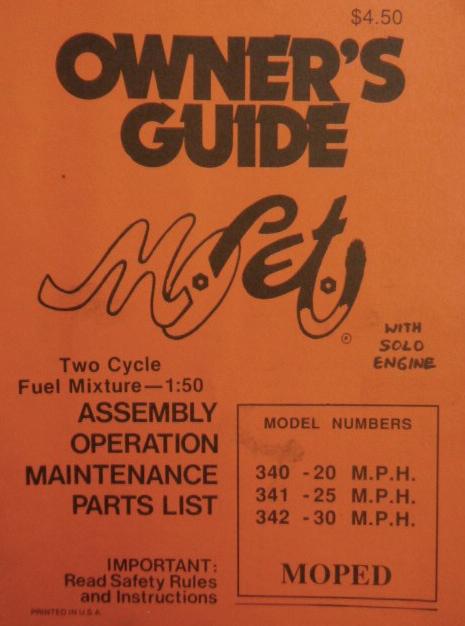 $4.50
OWNER'S
GUIDE
MoPet
WITH
SOLO
ENGINE
Two Cycle
Fuel Mixture—1:50
ASSEMBLY
OPERATION
MAINTENANCE
PARTS LIST
MODEL NUMBERS
340 -20 M.P.H.
341 -25 M.P.H.
342 -30 M.P.H.
MOPED
IMPORTANT:
Read Safety Rules
and Instructions
PRINTED IN U.S.A.